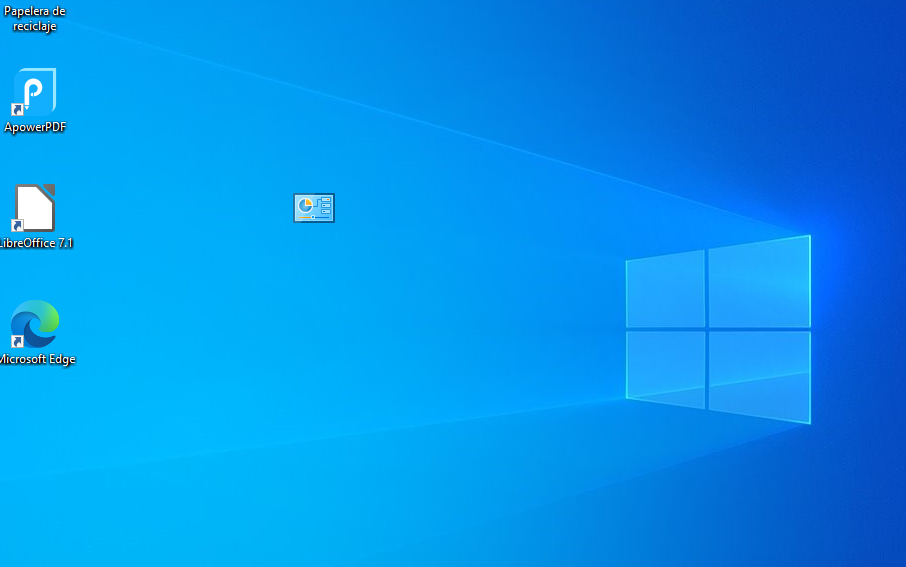 Papelera de
reciclaje
ApowerPDF
LibreOffice 7.1
Microsoft Edge